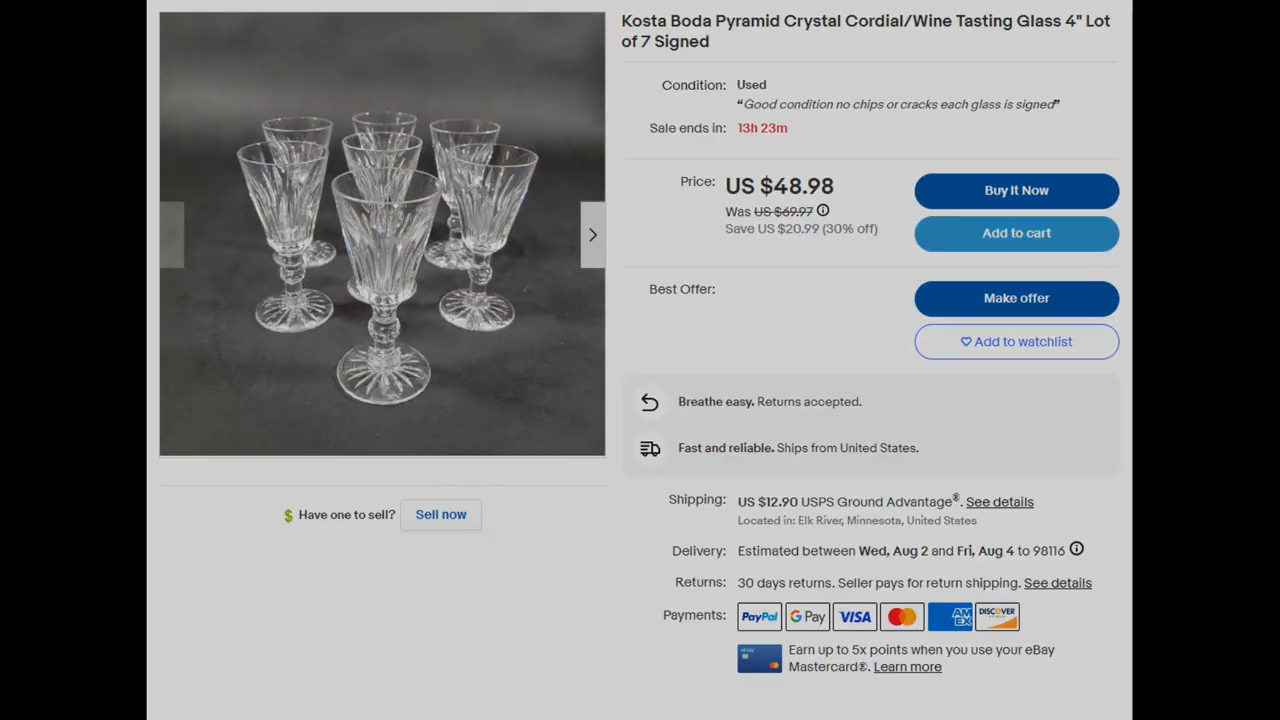 Kosta Boda Pyramid Crystal Cordial/Wine Tasting Glass 4" Lot
of 7 Signed
Condition: Used
“Good condition no chips or cracks each glass is signed”
Sale ends in: 13h 23m
Price: US $48.98
Buy It Now
Was US $69.97
Save US $20.99 (30% off)
Add to cart
Best Offer:
Make offer
Add to watchlist
Breathe easy. Returns accepted.
Fast and reliable. Ships from United States.
$ Have one to sell? Sell now
Shipping: US $12.90 USPS Ground Advantage®. See details
Located in: Elk River, Minnesota, United States
Delivery: Estimated between Wed, Aug 2 and Fri, Aug 4 to 98116
Returns: 30 days returns. Seller pays for return shipping. See details
Payments: PayPal G Pay VISA AM EX DISCOVER
ebay
Earn up to 5x points when you use your eBay
Mastercard®. Learn more